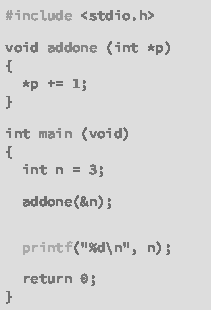 #include <stdio.h>
void addone (int *p)
{
*p += 1;
}
int main (void)
{
int n = 3;
addone(&n);
printf("%d\n", n);
return 0;
}